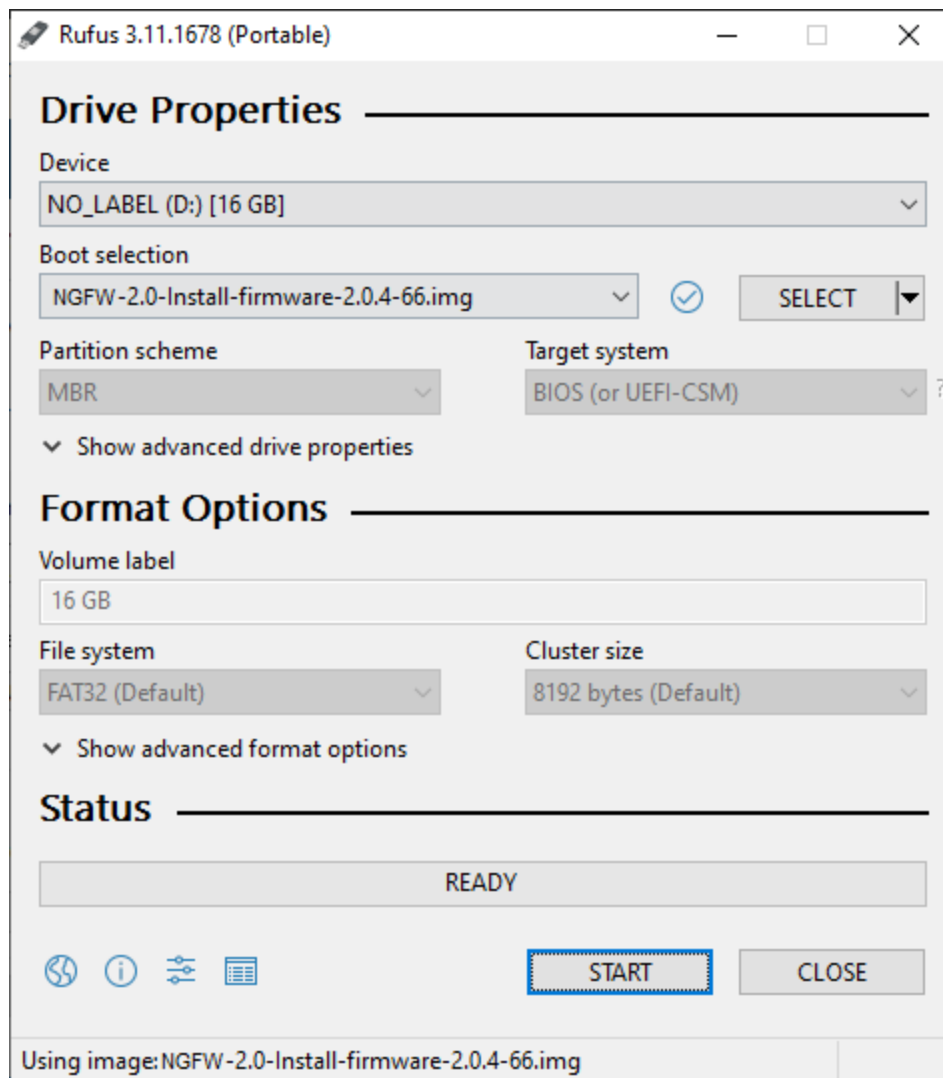 Rufus 3.11.1678 (Portable)
Drive Properties
Device
NO_LABEL (D:) [16 GB]
Boot selection
NGFW-2.0-Install-firmware-2.0.4-66.img
SELECT
Partition scheme
Target system
MBR
BIOS (or UEFI-CSM)
?
Show advanced drive properties
Format Options
Volume label
16 GB
File system
Cluster size
FAT32 (Default)
8192 bytes (Default)
Show advanced format options
Status
READY
START
CLOSE
Using image:NGFW-2.0-Install-firmware-2.0.4-66.img